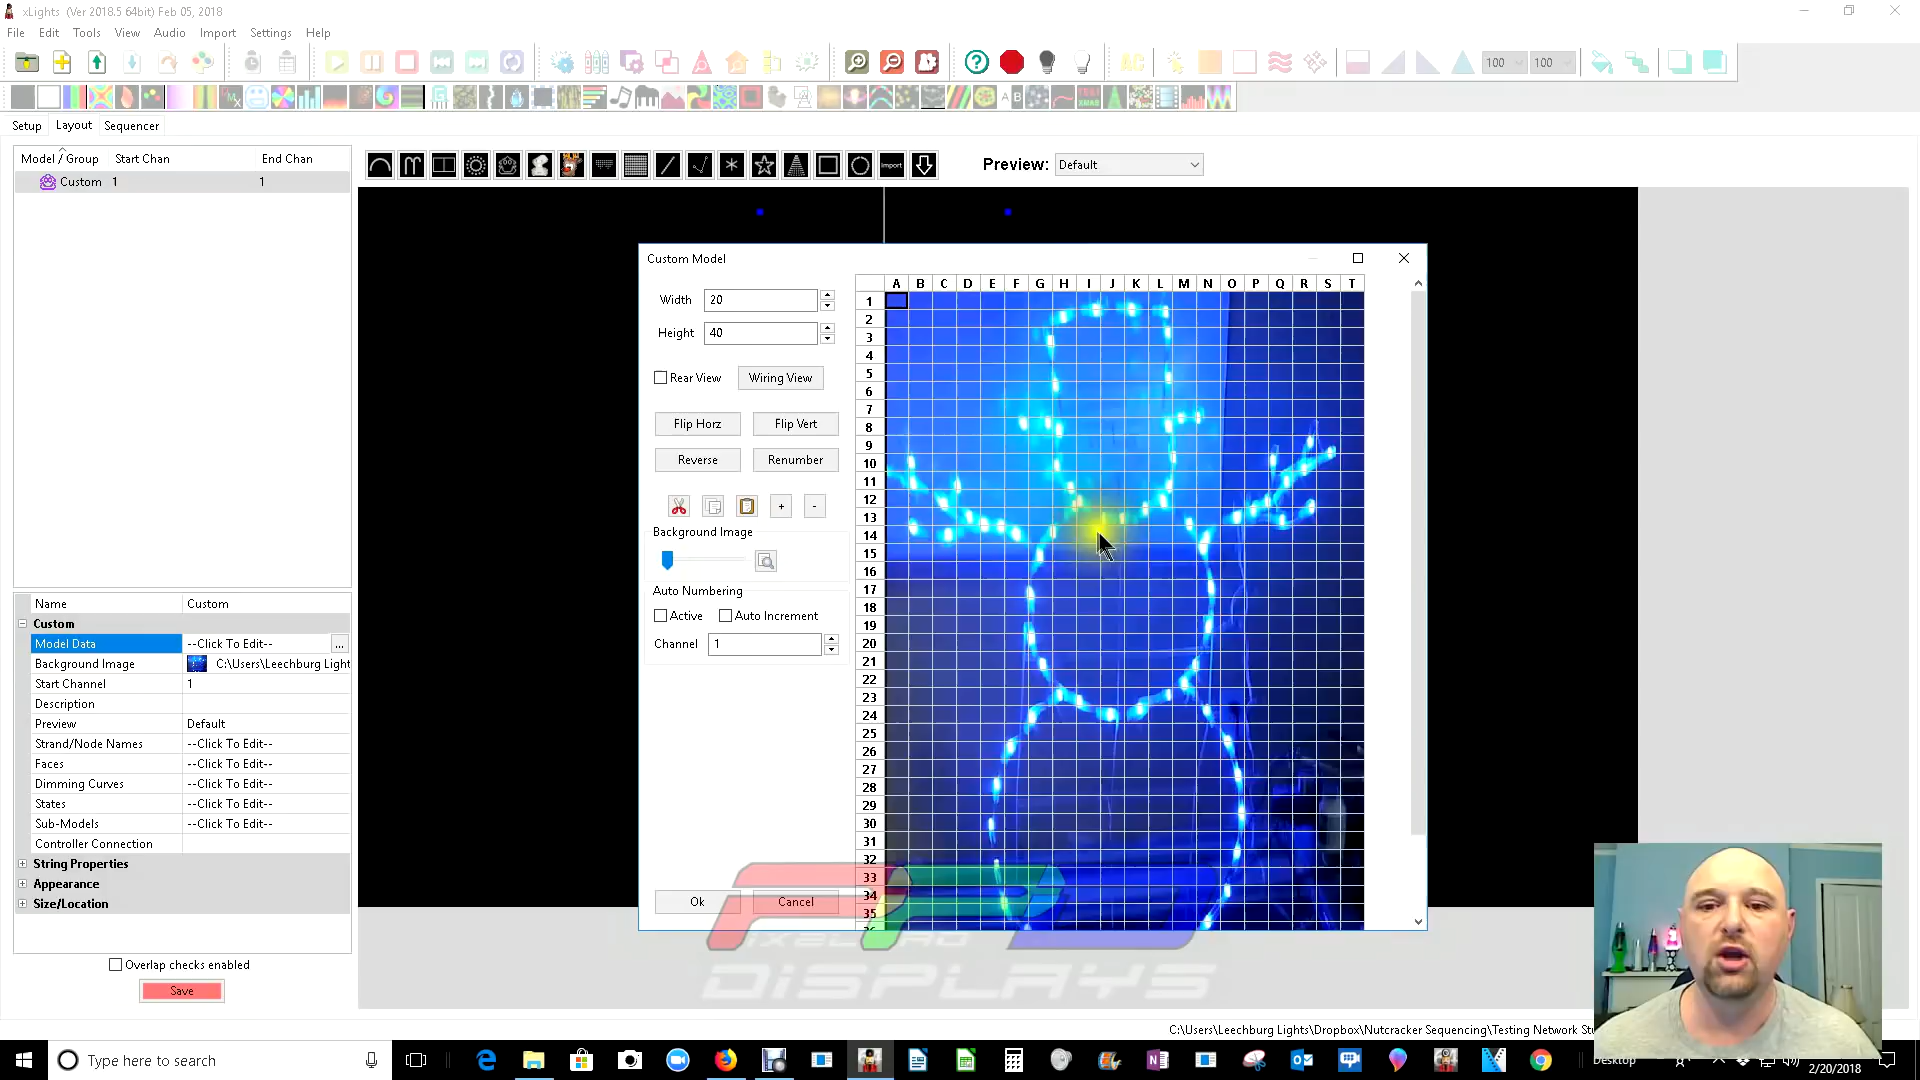 xLights (Ver 2018.5 64bit) Feb 05, 2018
File Edit Tools View Audio Import Settings Help
100 100
Setup Layout Sequencer
Model / Group Start Chan End Chan
Custom 1 1
Import
Preview: Default
Custom Model
Width 20
Height 40
Rear View Wiring View
Flip Horz Flip Vert
Reverse Renumber
+ -
Background Image
Auto Numbering
Active Auto Increment
Channel 1
Ok Cancel
A B C D E F G H I J K L M N O P Q R S T
1
2
3
4
5
6
7
8
9
10
11
12
13
14
15
16
17
18
19
20
21
22
23
24
25
26
27
28
29
30
31
32
33
34
35
Name Custom
Custom
Model Data --Click To Edit-- ...
Background Image C:\Users\Leechburg Light
Start Channel 1
Description
Preview Default
Strand/Node Names --Click To Edit--
Faces --Click To Edit--
Dimming Curves --Click To Edit--
States --Click To Edit--
Sub-Models --Click To Edit--
Controller Connection
String Properties
Appearance
Size/Location
Overlap checks enabled
Save
PiXEL PRO
DiSPLAYS
C:\Users\Leechburg Lights\Dropbox\Nutcracker Sequencing\Testing Network Stu
Type here to search
Desktop
2/20/2018